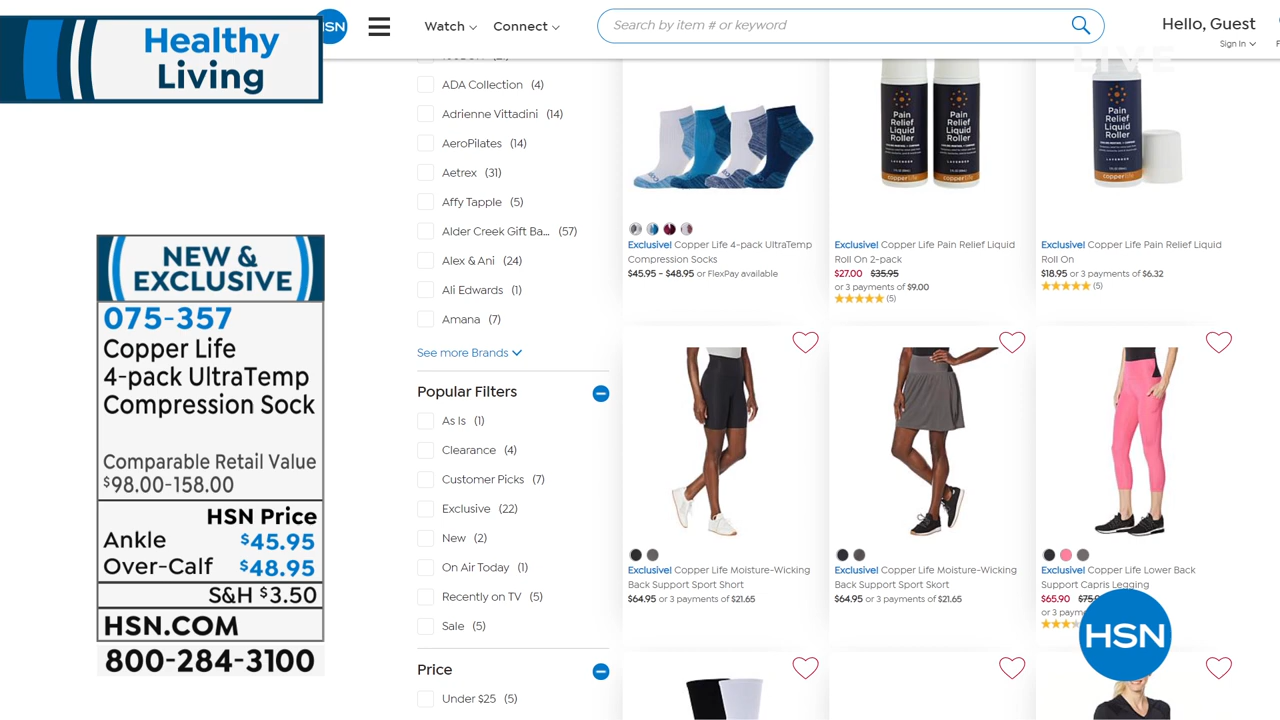 Healthy
Living
HSN
Watch
Connect
Search by item # or keyword
Hello, Guest
Sign In
LIVE
ADA Collection (4)
Adrienne Vittadini (14)
AeroPilates (14)
Aetrex (31)
Affy Tapple (5)
Alder Creek Gift Ba... (57)
Alex & Ani (24)
Ali Edwards (1)
Amana (7)
See more Brands
Popular Filters
As Is (1)
Clearance (4)
Customer Picks (7)
Exclusive (22)
New (2)
On Air Today (1)
Recently on TV (5)
Sale (5)
Price
Under $25 (5)
NEW &
EXCLUSIVE
075-357
Copper Life
4-pack UltraTemp
Compression Sock
Comparable Retail Value
$98.00-158.00
HSN Price
Ankle $45.95
Over-Calf $48.95
S&H $3.50
HSN.COM
800-284-3100
Exclusive! Copper Life 4-pack UltraTemp
Compression Socks
$45.95 - $48.95 or FlexPay available
Pain
Relief
Liquid
Roller
LAVENDER
copperlife
Pain
Relief
Liquid
Roller
LAVENDER
copperlife
Exclusive! Copper Life Pain Relief Liquid
Roll On 2-pack
$27.00 $35.95
or 3 payments of $9.00
(5)
Pain
Relief
Liquid
Roller
LAVENDER
copperlife
Exclusive! Copper Life Pain Relief Liquid
Roll On
$18.95 or 3 payments of $6.32
(5)
Exclusive! Copper Life Moisture-Wicking
Back Support Sport Short
$64.95 or 3 payments of $21.65
Exclusive! Copper Life Moisture-Wicking
Back Support Sport Skort
$64.95 or 3 payments of $21.65
Exclusive! Copper Life Lower Back
Support Capris Legging
$65.90
or 3
HSN